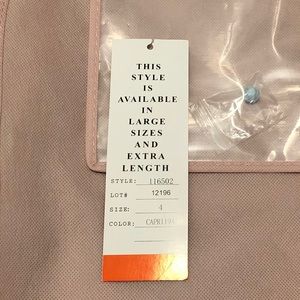 THIS
STYLE
IS
AVAILABLE
IN
LARGE
SIZES
AND
EXTRA
LENGTH
STYLE: 116502
LOT# 12196
SIZE: 4
COLOR: